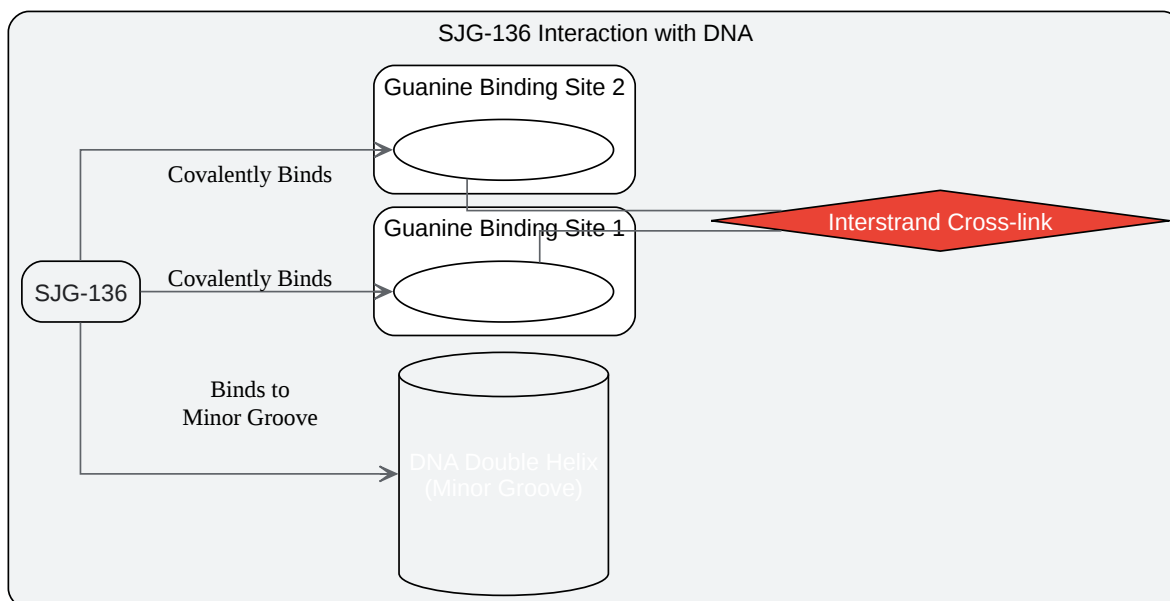 SJG-136 Interaction with DNA
Guanine Binding Site 2
Covalently Binds
Interstrand Cross-link
Guanine Binding Site 1
Covalently Binds
SJG-136
Binds to
Minor Groove
DNA Double Helix
(Minor Groove)